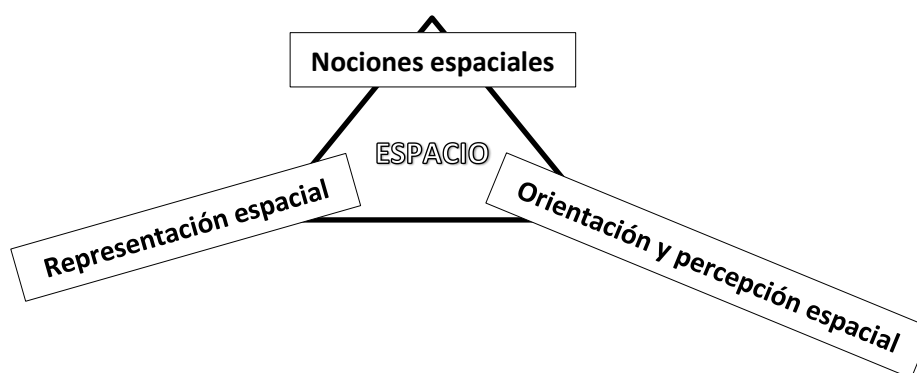 Nociones espaciales
ESPACIO
Representación espacial
Orientación y percepción espacial